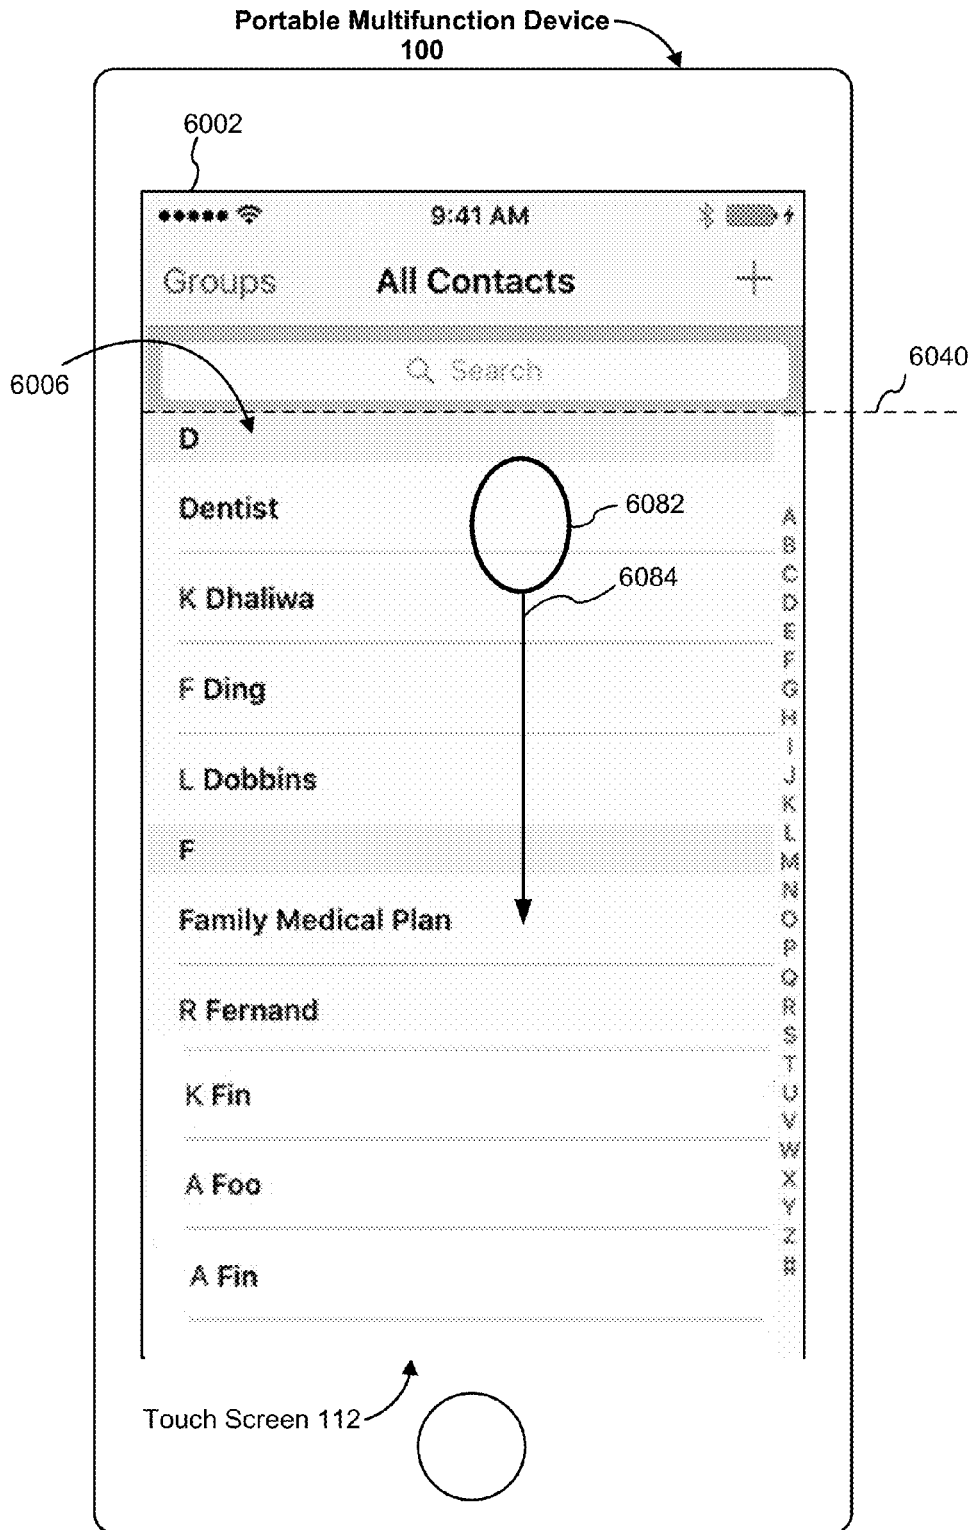 Portable Multifunction Device
100
6002
9:41 AM
Groups All Contacts +
Search
6006
6040
D
Dentist
6082
6084
K Dhaliwa
F Ding
L Dobbins
F
Family Medical Plan
R Fernand
K Fin
A Foo
A Fin
A
B
C
D
E
F
G
H
I
J
K
L
M
N
O
P
Q
R
S
T
U
V
W
X
Y
Z
#
Touch Screen 112